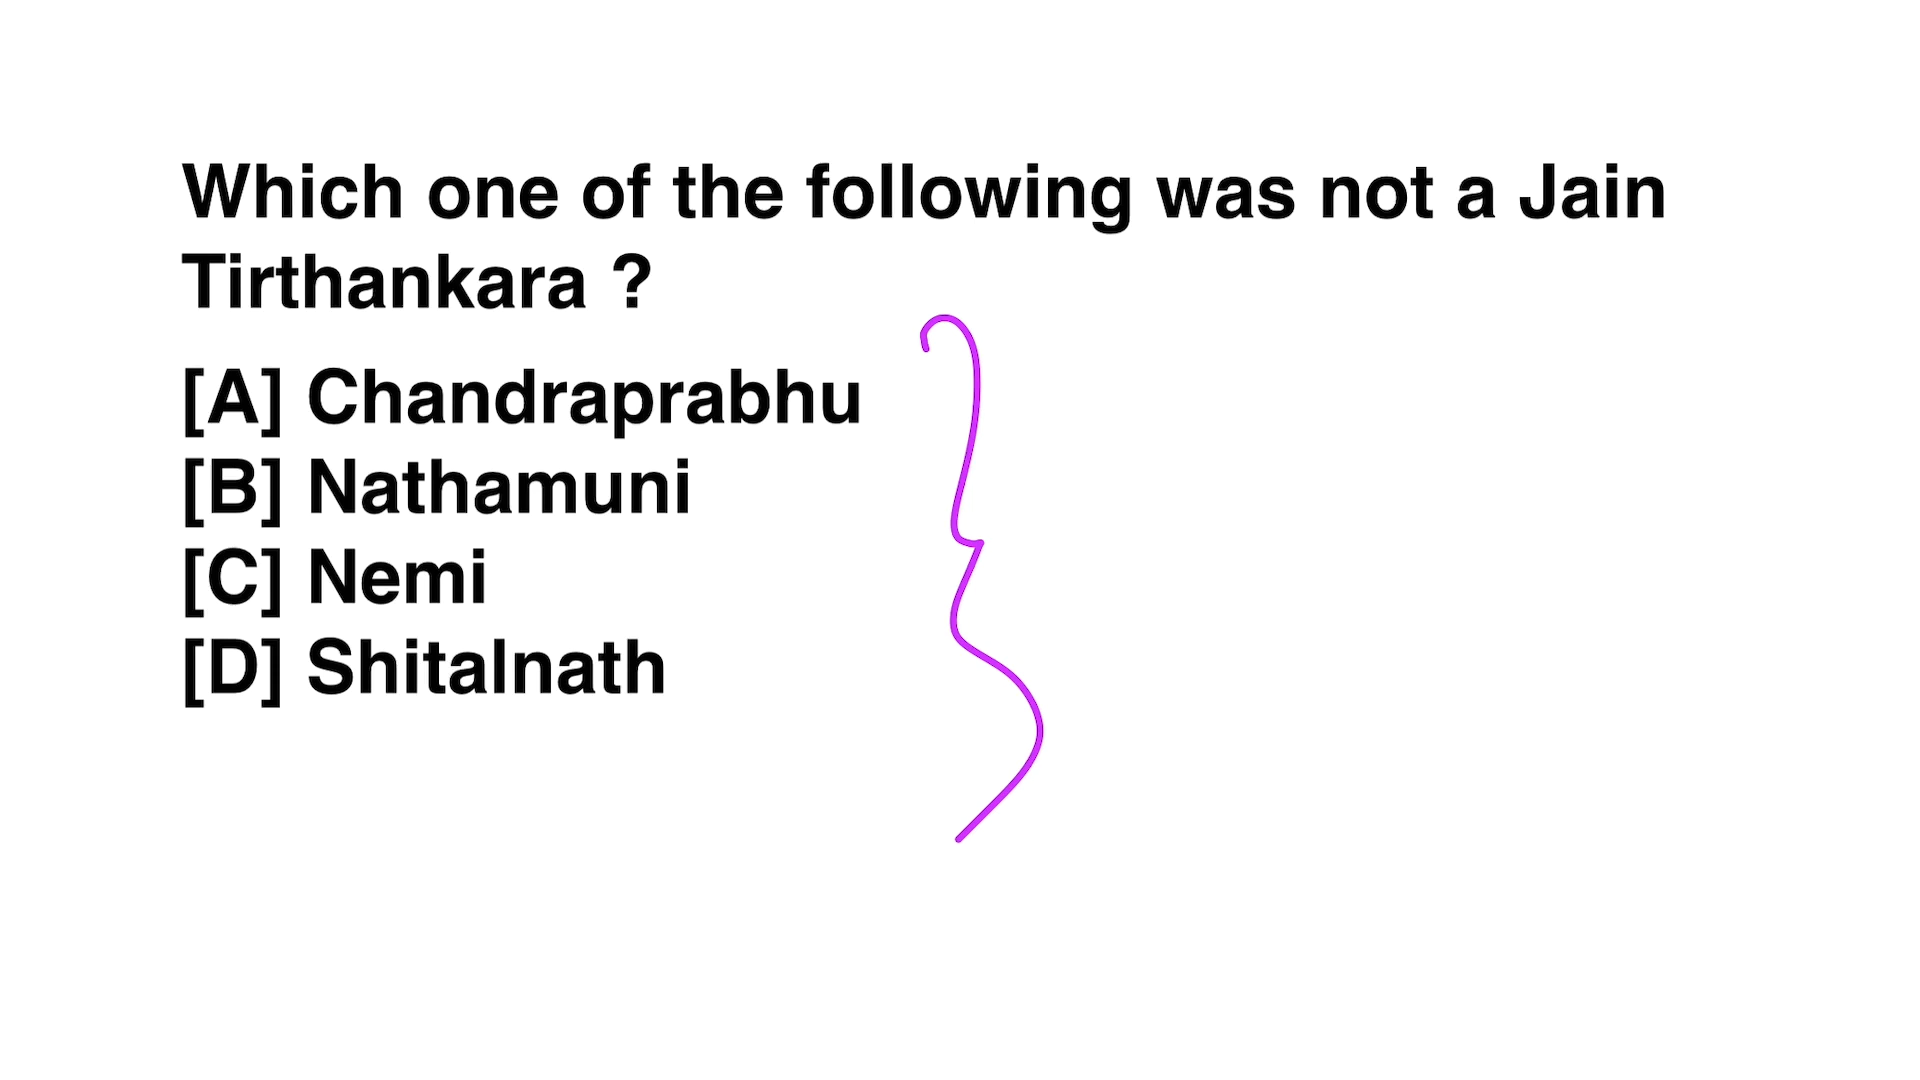 Which one of the following was not a Jain
Tirthankara ?
[A] Chandraprabhu
[B] Nathamuni
[C] Nemi
[D] Shitalnath